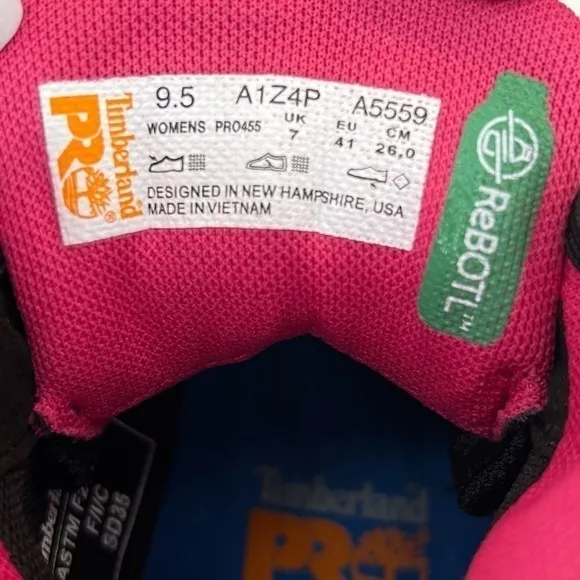 Timberland
PRO®
9.5 A1Z4P A5559
WOMENS PRO455 UK EU CM
7 41 26,0
DESIGNED IN NEW HAMPSHIRE, USA
MADE IN VIETNAM
ReBOTL™
ASTM
F/I/C
SD35
Timberland
PRO